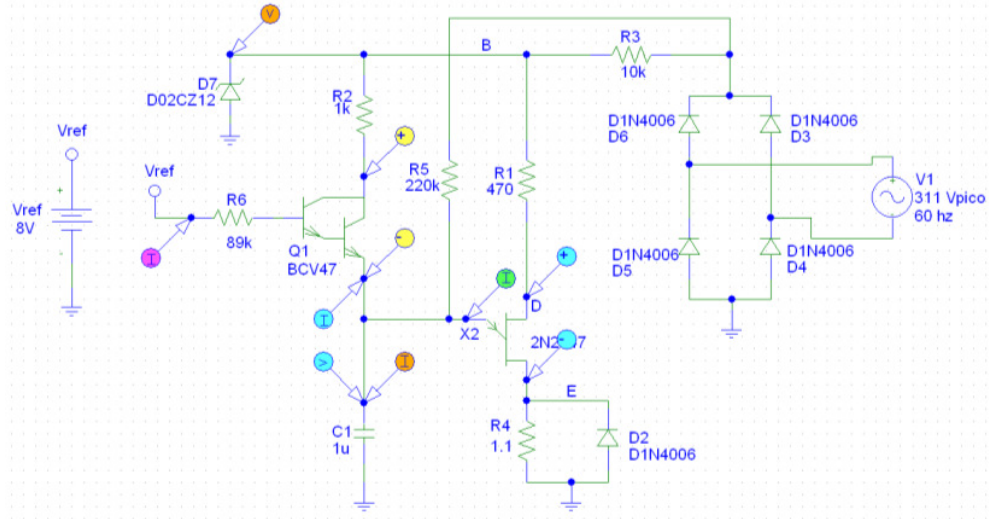 V
B
R3
10k
D7
D02CZ12
R2
1k
D1N4006
D6
D1N4006
D3
Vref
+
R5
220k
R1
470
Vref
V1
311 Vpico
60 hz
Vref
8V
R6
89k
Q1
BCV47
D1N4006
D5
D1N4006
D4
+
-
I
I
I
D
X2
E
V
I
C1
1u
R4
1.1
D2
D1N4006